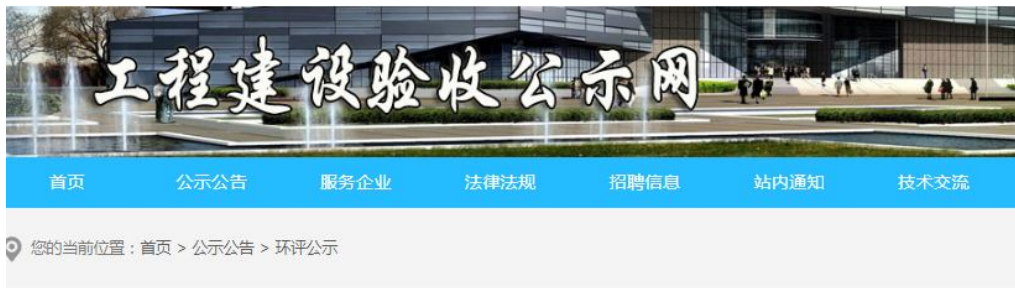 工程建设验收公示网
首页 公示公告 服务企业 法律法规 招聘信息 站内通知 技术交流
您的当前位置：首页 > 公示公告 > 环评公示